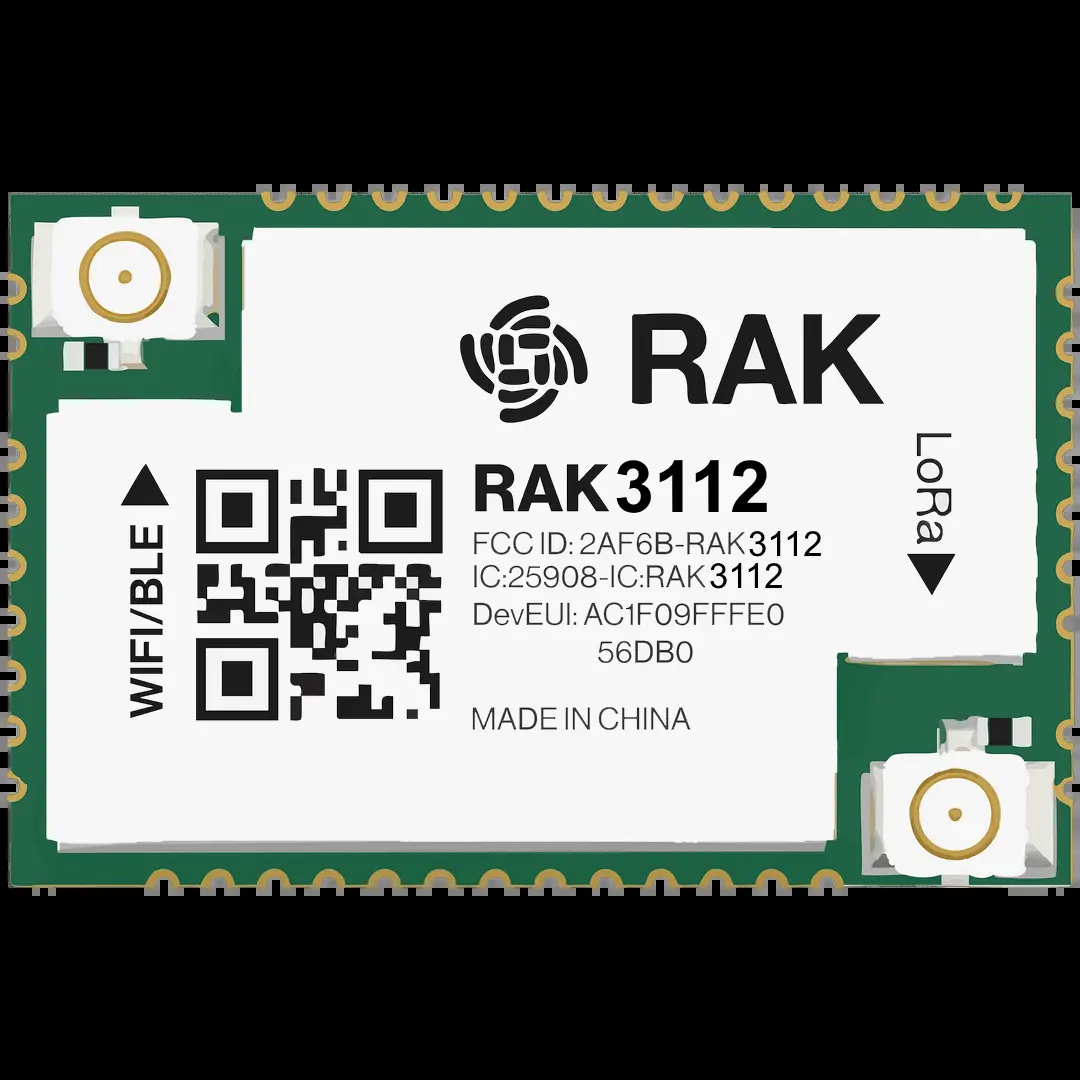 RAK
LoRa
WIFI/BLE
RAK3112
FCC ID: 2AF6B-RAK3112
IC:25908-IC:RAK3112
DevEUI: AC1F09FFFE0
56DB0
MADE IN CHINA